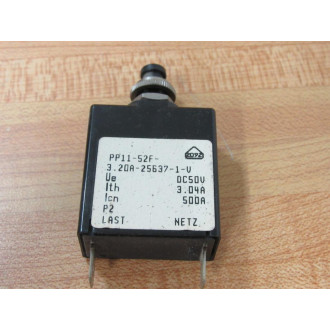 PP11-52F-
3.20A-25637-1-V
Ue DC50V
Ith 3.04A
Icn 500A
P2
LAST NETZ